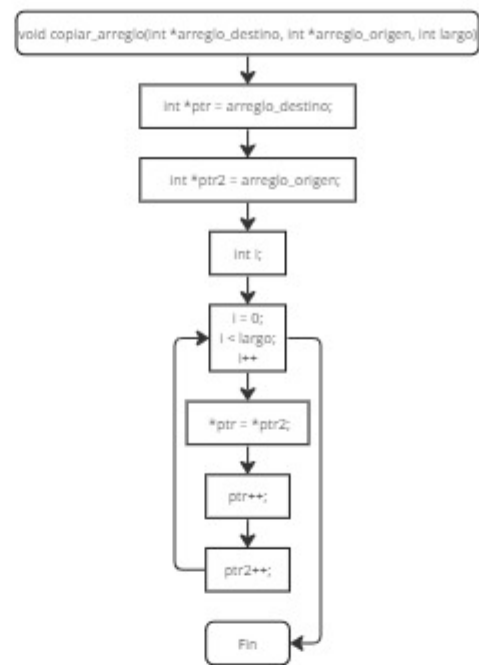 void copiar_arreglo(int *arreglo_destino, int *arreglo_origen, int largo)
int *ptr = arreglo_destino;
int *ptr2 = arreglo_origen;
int i;
i = 0;
i < largo;
i++
*ptr = *ptr2;
ptr++;
ptr2++;
Fin